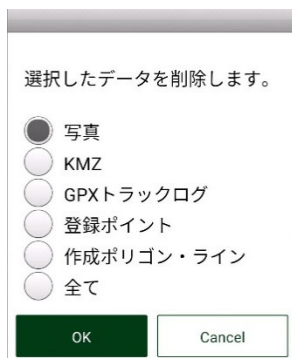 選択したデータを削除します。
写真
KMZ
GPXトラックログ
登録ポイント
作成ポリゴン・ライン
全て
OK
Cancel